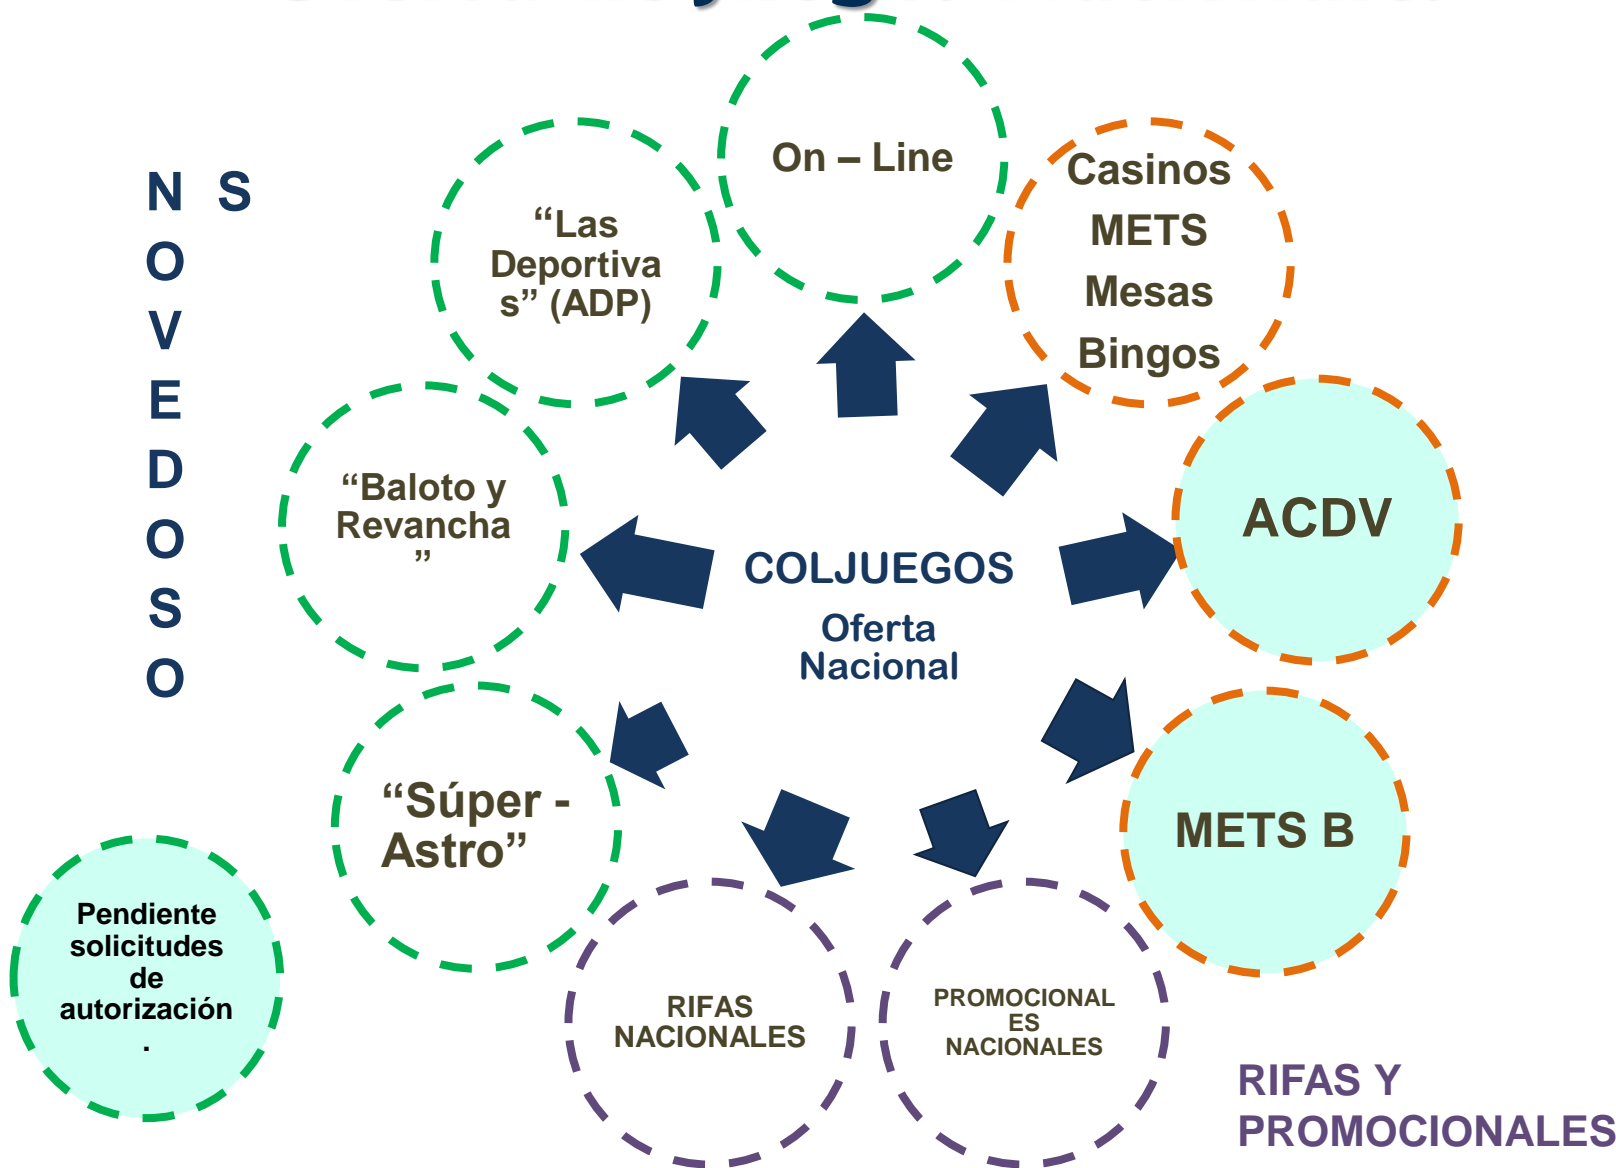 On – Line
Casinos
METS
Mesas
Bingos
“Las
Deportiva
s” (ADP)
N S
O
V
E
D
O
S
O
“Baloto y
Revancha
”
ACDV
COLJUEGOS
Oferta
Nacional
“Súper -
Astro”
METS B
Pendiente
solicitudes
de
autorización
.
RIFAS
NACIONALES
PROMOCIONAL
ES
NACIONALES
RIFAS Y
PROMOCIONALES